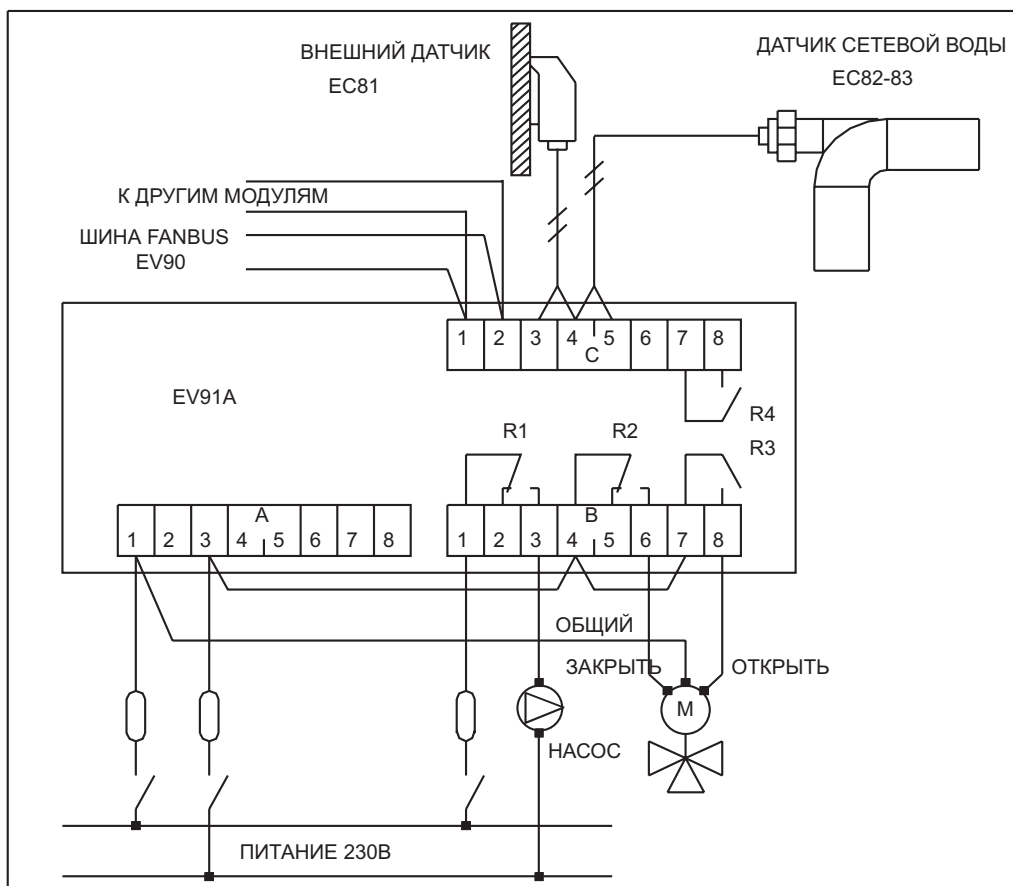 ВНЕШНИЙ ДАТЧИК
EC81
ДАТЧИК СЕТЕВОЙ ВОДЫ
EC82-83
К ДРУГИМ МОДУЛЯМ
ШИНА FANBUS
EV90
1 2 3 4 5 6 7 8
C
EV91A
R4
R1 R2 R3
A B
1 2 3 4 5 6 7 8 1 2 3 4 5 6 7 8
ОБЩИЙ
ЗАКРЫТЬ ОТКРЫТЬ
M
НАСОС
ПИТАНИЕ 230В